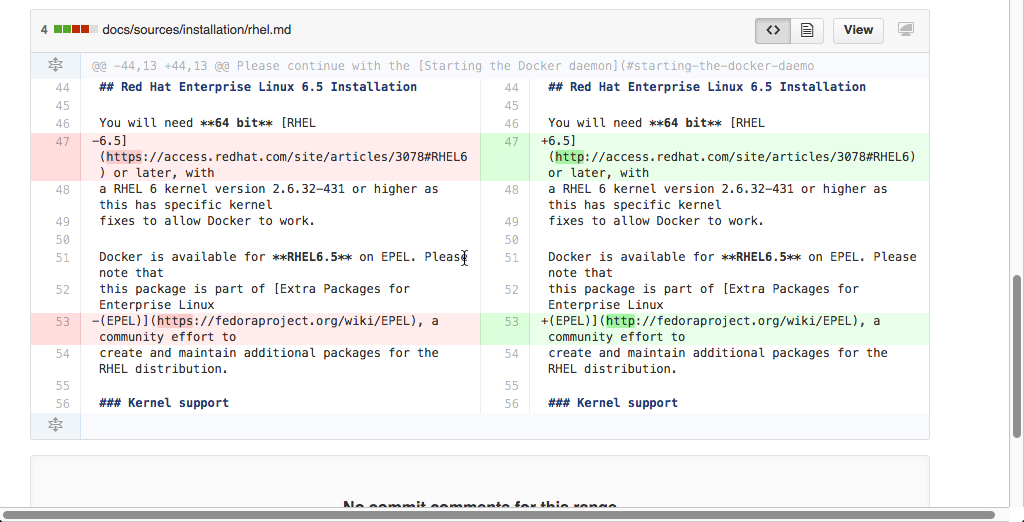 4 docs/sources/installation/rhel.md <> View
@@ −44,13 +44,13 @@ Please continue with the [Starting the Docker daemon](#starting-the-docker-daemo
44 ## Red Hat Enterprise Linux 6.5 Installation 44 ## Red Hat Enterprise Linux 6.5 Installation
45 45
46 You will need **64 bit** [RHEL 46 You will need **64 bit** [RHEL
47 −6.5] 47 +6.5]
(https://access.redhat.com/site/articles/3078#RHEL6 (http://access.redhat.com/site/articles/3078#RHEL6)
) or later, with or later, with
48 a RHEL 6 kernel version 2.6.32−431 or higher as 48 a RHEL 6 kernel version 2.6.32−431 or higher as
this has specific kernel this has specific kernel
49 fixes to allow Docker to work. 49 fixes to allow Docker to work.
50 50
51 Docker is available for **RHEL6.5** on EPEL. Please 51 Docker is available for **RHEL6.5** on EPEL. Please
note that note that
52 this package is part of [Extra Packages for 52 this package is part of [Extra Packages for
Enterprise Linux Enterprise Linux
53 −(EPEL)](https://fedoraproject.org/wiki/EPEL), a 53 +(EPEL)](http://fedoraproject.org/wiki/EPEL), a
community effort to community effort to
54 create and maintain additional packages for the 54 create and maintain additional packages for the
RHEL distribution. RHEL distribution.
55 55
56 ### Kernel support 56 ### Kernel support
No commit comments for this range